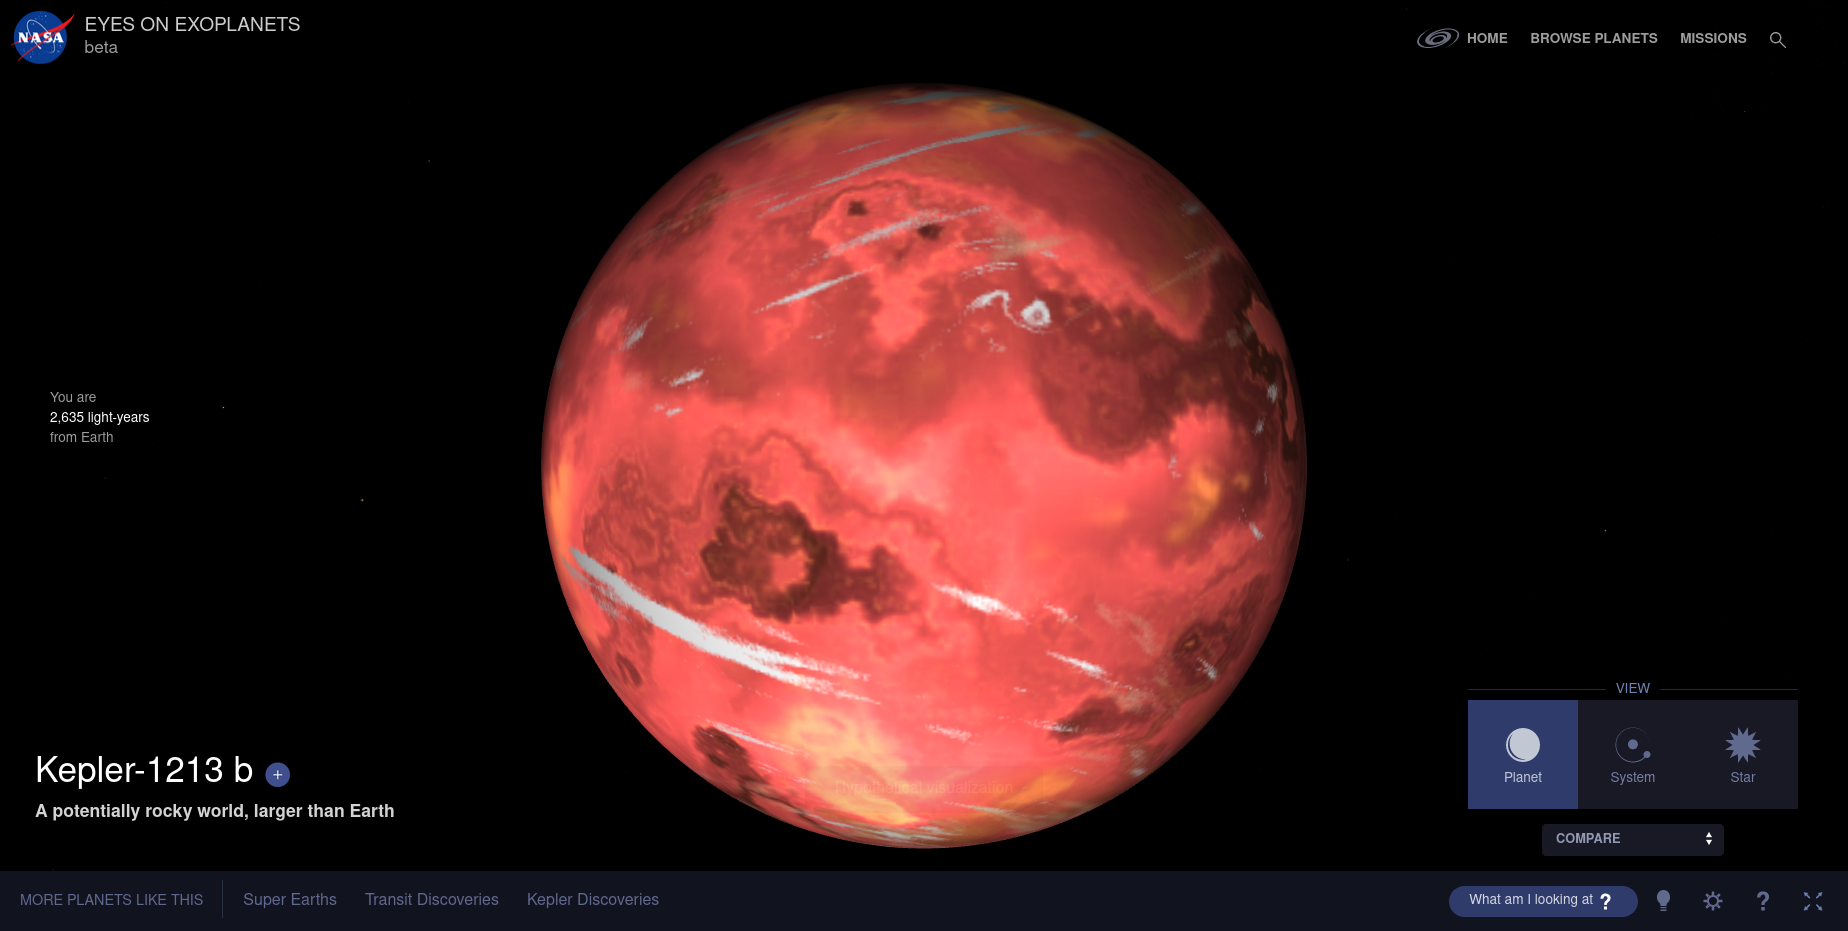 NASA
EYES ON EXOPLANETS
beta
HOME
BROWSE PLANETS
MISSIONS
You are
2,635 light-years
from Earth
hypothetical visualization
VIEW
Planet
System
Star
COMPARE
Kepler-1213 b +
A potentially rocky world, larger than Earth
MORE PLANETS LIKE THIS
Super Earths
Transit Discoveries
Kepler Discoveries
What am I looking at ?
?